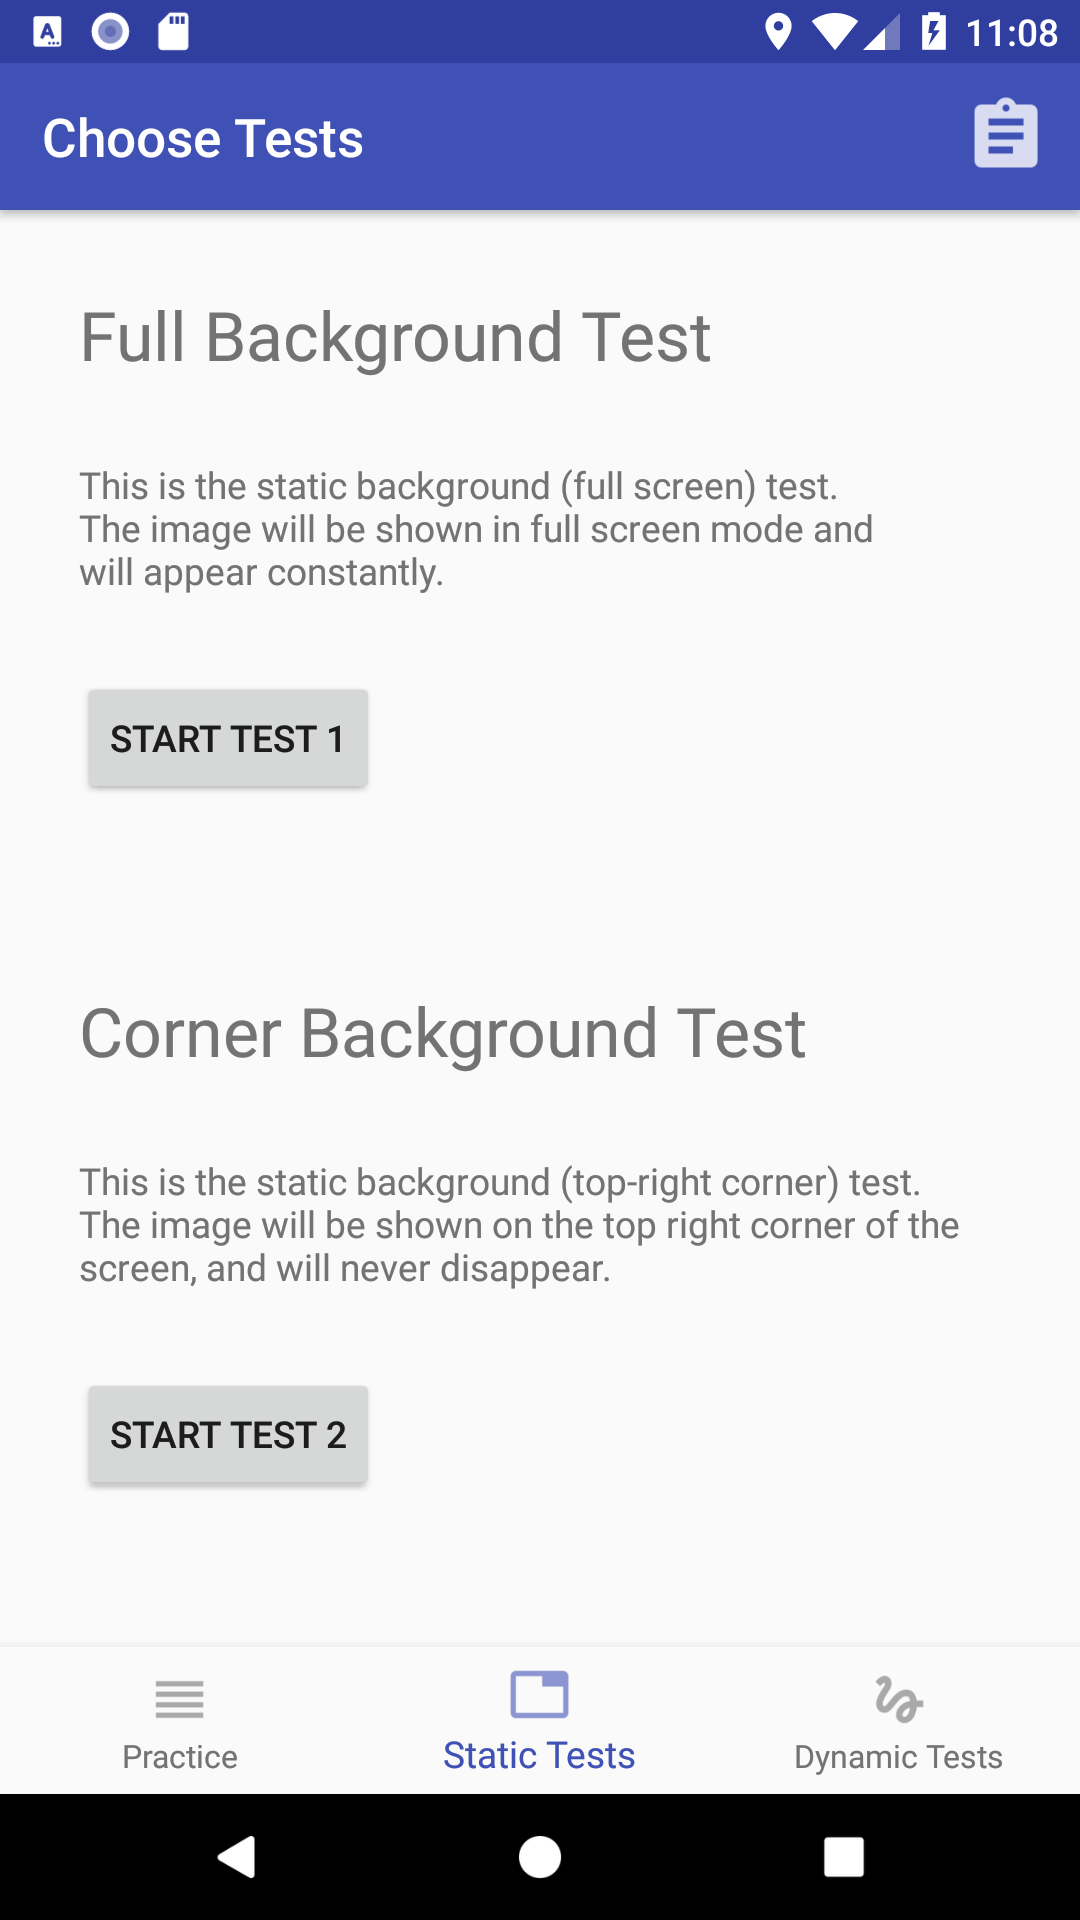 11:08
Choose Tests
Full Background Test
This is the static background (full screen) test.
The image will be shown in full screen mode and
will appear constantly.
START TEST 1
Corner Background Test
This is the static background (top-right corner) test.
The image will be shown on the top right corner of the
screen, and will never disappear.
START TEST 2
Practice
Static Tests
Dynamic Tests